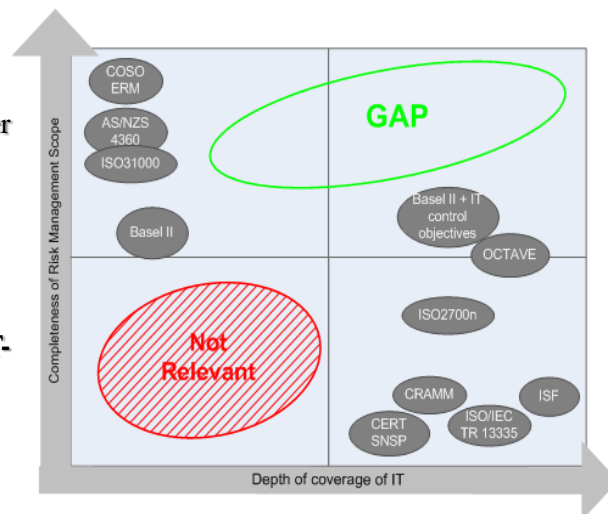 COSO
ERM
GAP
er
AS/NZS
4360
ISO31000
Basel II + IT
control
objectives
Basel II
OCTAVE
Completeness of Risk Management Scope
ISO2700n
T-
Not
Relevant
CRAMM
ISF
CERT
SNSP
ISO/IEC
TR 13335
Depth of coverage of IT